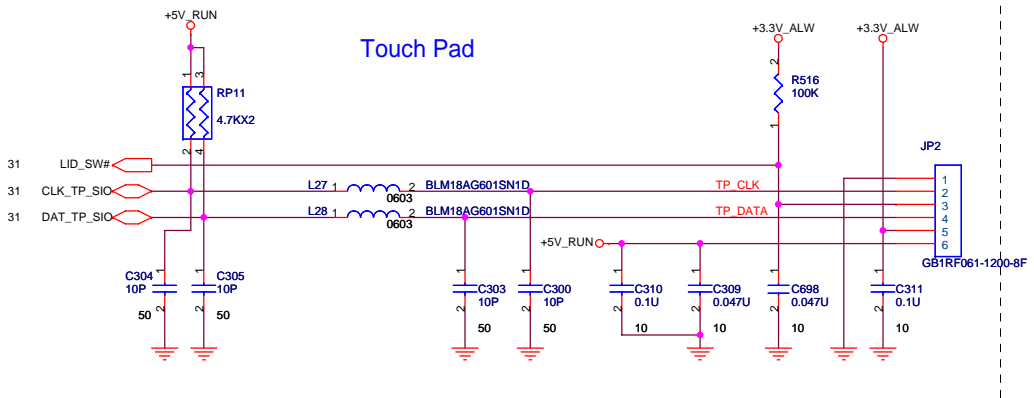 +5V_RUN
Touch Pad
+3.3V_ALW
+3.3V_ALW
1
3
RP11
4.7KX2
2
4
2
R516
100K
1
JP2
31 LID_SW#
31 CLK_TP_SIO
L27 1 2 BLM18AG601SN1D
0603
TP_CLK
31 DAT_TP_SIO
L28 1 2 BLM18AG601SN1D
0603
TP_DATA
1
2
3
4
5
6
GB1RF061-1200-8F
+5V_RUN
1
C304
10P
2
50
1
C305
10P
2
50
1
C303
10P
2
50
1
C300
10P
2
50
1
C310
0.1U
2
10
1
C309
0.047U
2
10
1
C698
0.047U
2
10
1
C311
0.1U
2
10